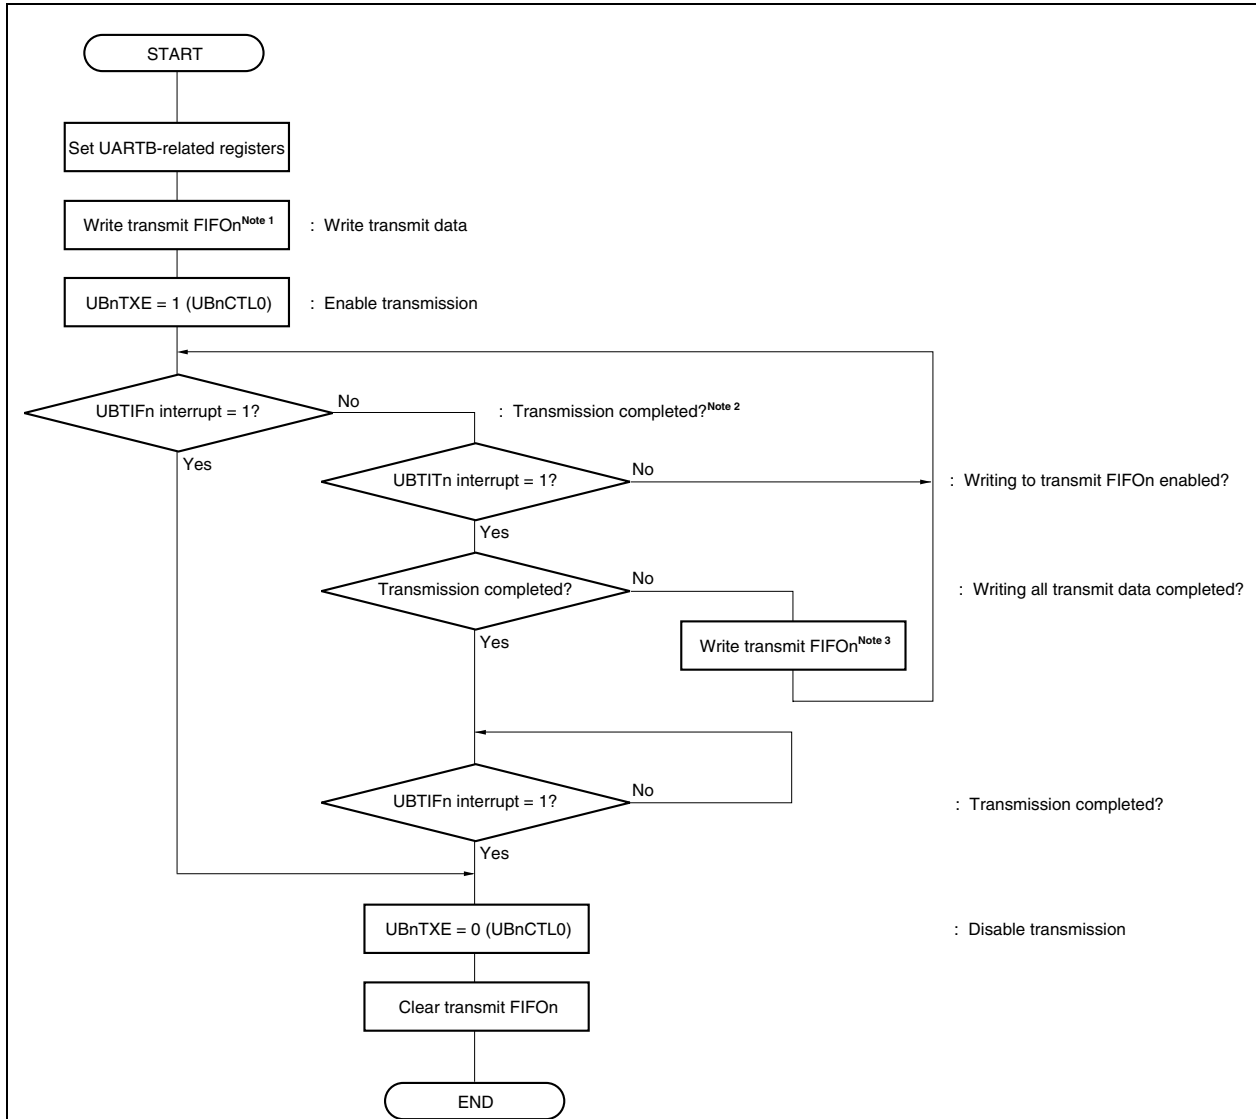 START
Set UARTB-related registers
Write transmit FIFOnNote 1 : Write transmit data
UBnTXE = 1 (UBnCTL0) : Enable transmission
UBTIFn interrupt = 1? No : Transmission completed?Note 2
Yes
UBTITn interrupt = 1? No : Writing to transmit FIFOn enabled?
Yes
Transmission completed? No : Writing all transmit data completed?
Yes
Write transmit FIFOnNote 3
UBTIFn interrupt = 1? No : Transmission completed?
Yes
UBnTXE = 0 (UBnCTL0) : Disable transmission
Clear transmit FIFOn
END